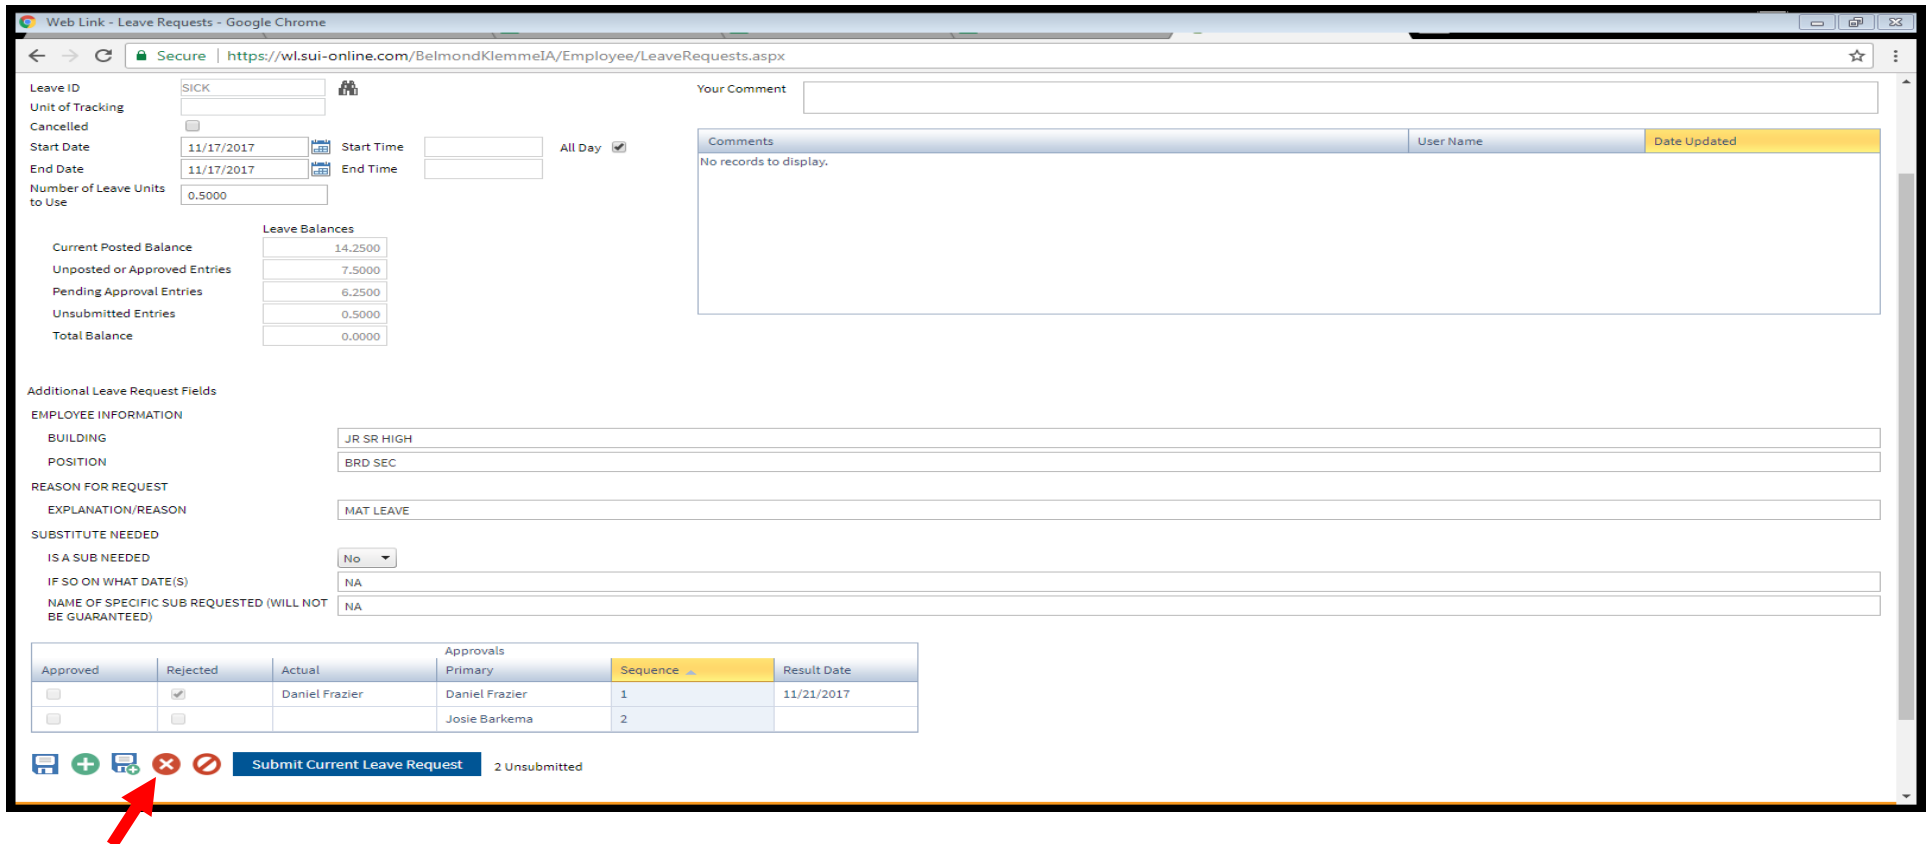 Web Link - Leave Requests - Google Chrome
Secure | https://wl.sui-online.com/BelmondKlemmeIA/Employee/LeaveRequests.aspx
Leave ID SICK
Unit of Tracking
Cancelled
Start Date 11/17/2017 Start Time All Day
End Date 11/17/2017 End Time
Number of Leave Units
to Use 0.5000
Leave Balances
Current Posted Balance 14.2500
Unposted or Approved Entries 7.5000
Pending Approval Entries 6.2500
Unsubmitted Entries 0.5000
Total Balance 0.0000
Your Comment
Comments User Name Date Updated
No records to display.
Additional Leave Request Fields
EMPLOYEE INFORMATION
BUILDING JR SR HIGH
POSITION BRD SEC
REASON FOR REQUEST
EXPLANATION/REASON MAT LEAVE
SUBSTITUTE NEEDED
IS A SUB NEEDED No
IF SO ON WHAT DATE(S) NA
NAME OF SPECIFIC SUB REQUESTED (WILL NOT
BE GUARANTEED) NA
Approvals
Approved Rejected Actual Primary Sequence Result Date
Daniel Frazier Daniel Frazier 1 11/21/2017
Josie Barkema 2
Submit Current Leave Request 2 Unsubmitted